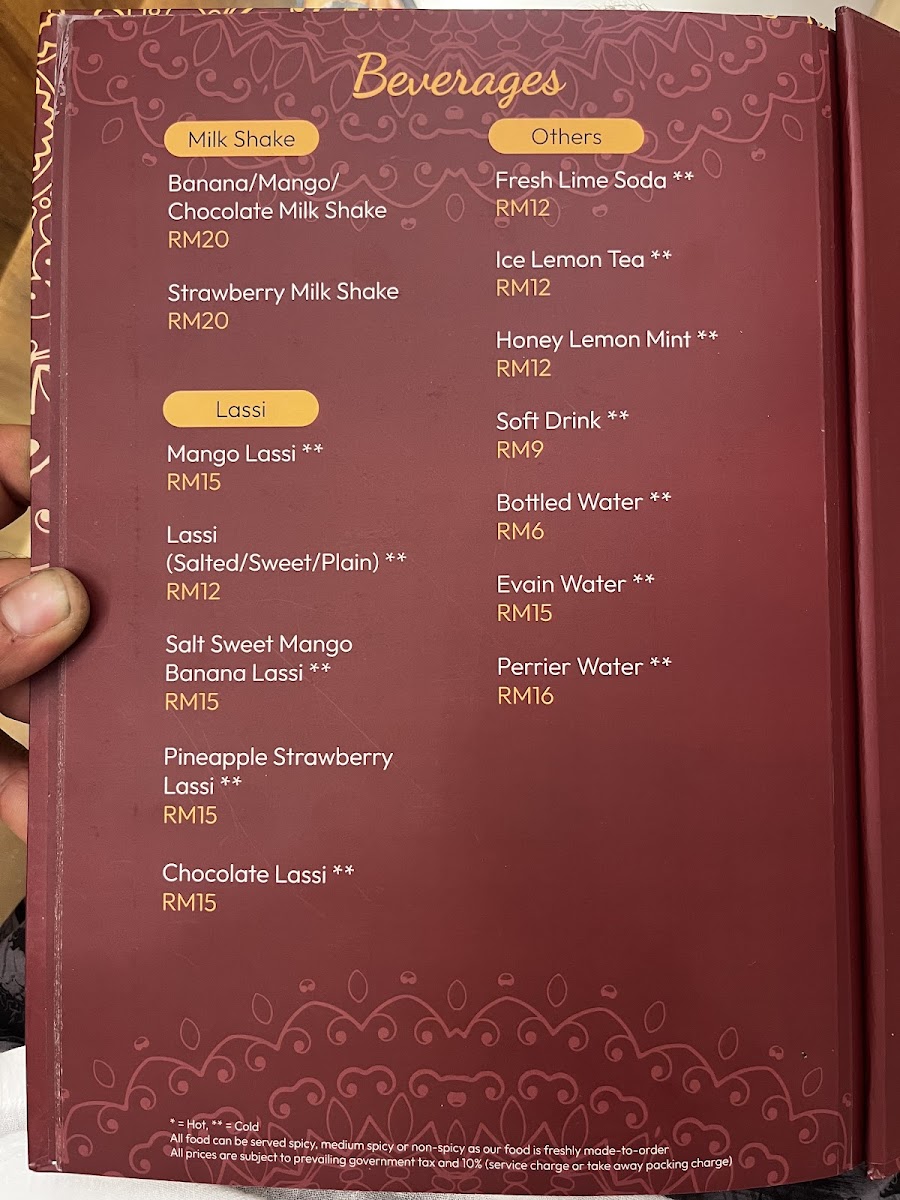 Beverages
Milk Shake
Banana/Mango/
Chocolate Milk Shake
RM20
Strawberry Milk Shake
RM20
Lassi
Mango Lassi **
RM15
Lassi
(Salted/Sweet/Plain) **
RM12
Salt Sweet Mango
Banana Lassi **
RM15
Pineapple Strawberry
Lassi **
RM15
Chocolate Lassi **
RM15
Others
Fresh Lime Soda **
RM12
Ice Lemon Tea **
RM12
Honey Lemon Mint **
RM12
Soft Drink **
RM9
Bottled Water **
RM6
Evain Water **
RM15
Perrier Water **
RM16
* = Hot, ** = Cold
All food can be served spicy, medium spicy or non-spicy as our food is freshly made-to-order
All prices are subject to prevailing government tax and 10% (service charge or take away packing charge)